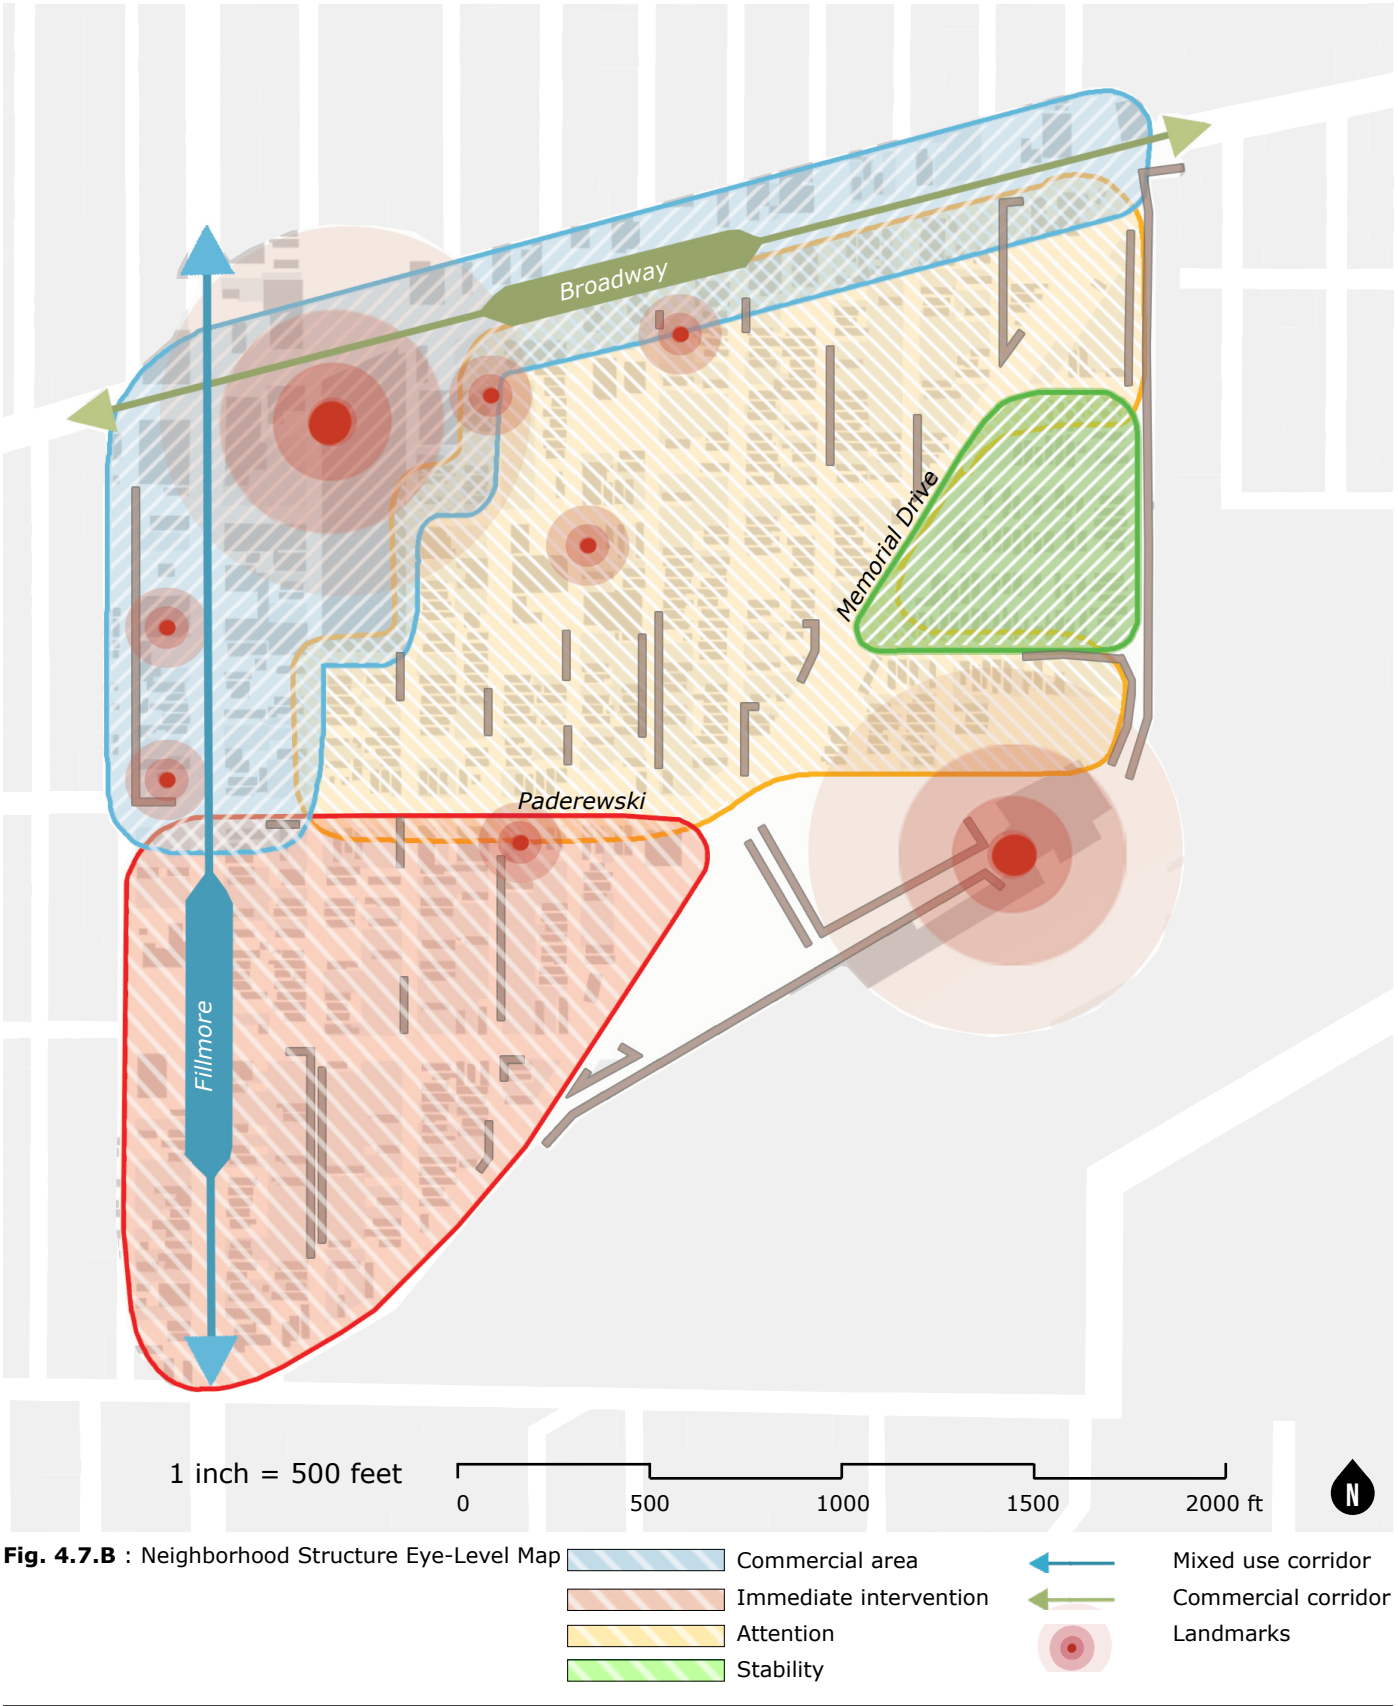 Broadway
Memorial Drive
Paderewski
Fillmore
1 inch = 500 feet
0 500 1000 1500 2000 ft
N
Fig. 4.7.B : Neighborhood Structure Eye-Level Map
Commercial area
Mixed use corridor
Immediate intervention
Commercial corridor
Attention
Landmarks
Stability